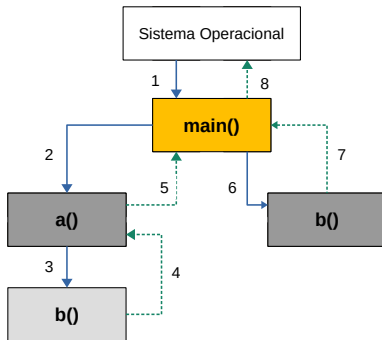 Sistema Operacional
1
8
main()
2
5
6
7
a()
b()
3
4
b()